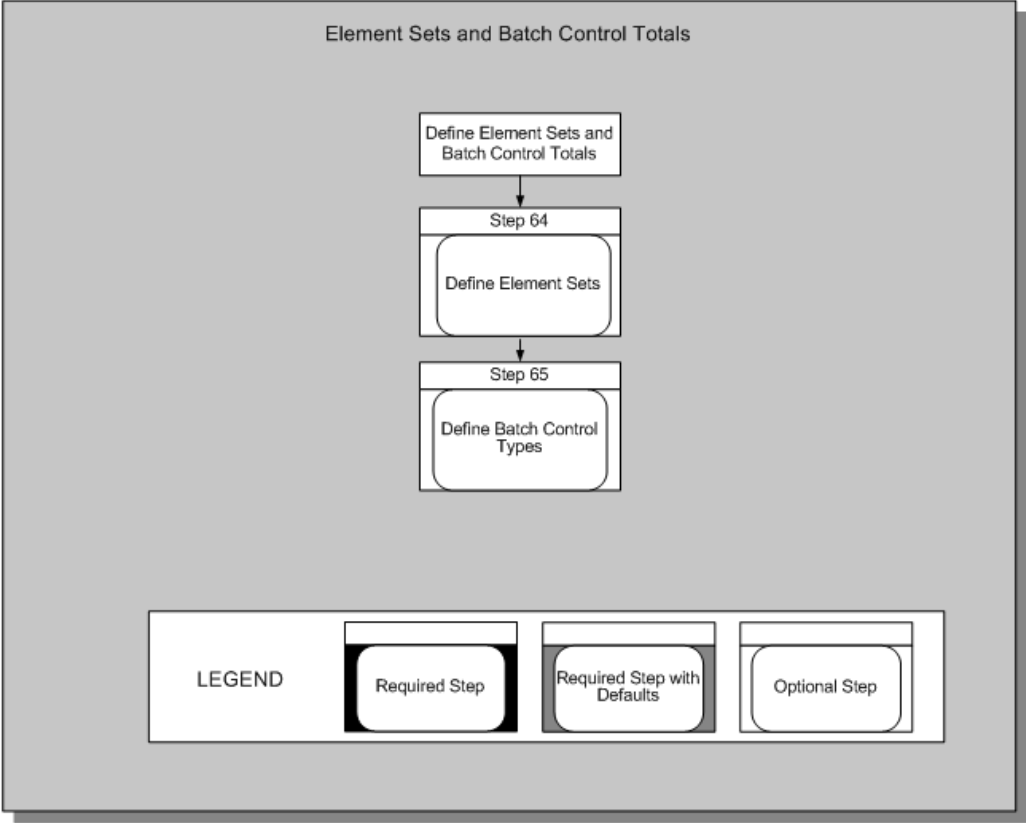 Element Sets and Batch Control Totals
Define Element Sets and
Batch Control Totals
Step 64
Define Element Sets
Step 65
Define Batch Control
Types
LEGEND
Required Step
Required Step with
Defaults
Optional Step